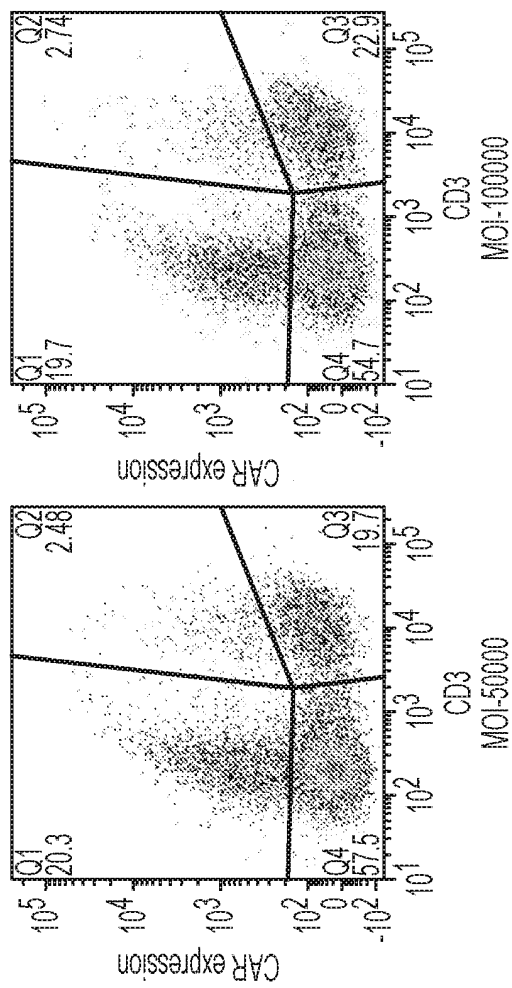 CAR expression
10^5
10^4
10^3
10^2
0
-10^2
Q1
20.3
Q2
2.48
Q3
19.7
Q4
57.5
10^1 10^2 10^3 10^4 10^5
CD3
MOI-50000
CAR expression
10^5
10^4
10^3
10^2
0
-10^2
Q1
19.7
Q2
2.74
Q3
22.9
Q4
54.7
10^1 10^2 10^3 10^4 10^5
CD3
MOI-100000